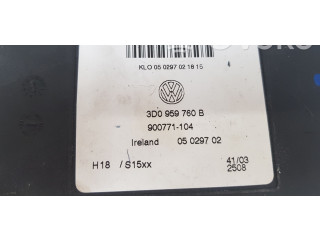 KLO 05 0297 02 18 15
3D0 959 760 B
900771-104
Ireland 05 0297 02
H18 / S15xx 41/03
2508